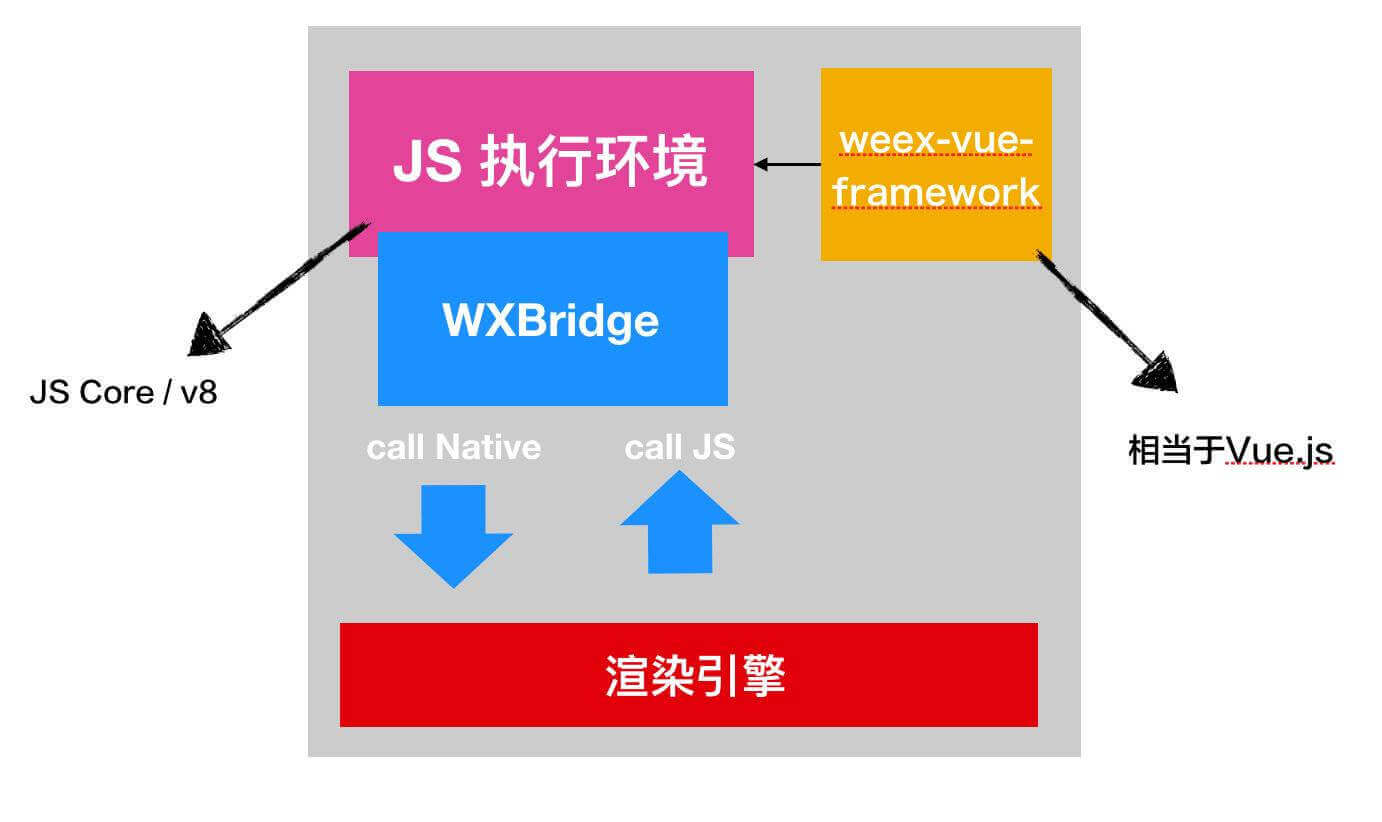 JS 执行环境
weex-vue-
framework
WXBridge
JS Core / v8
call Native
call JS
相当于Vue.js
渲染引擎